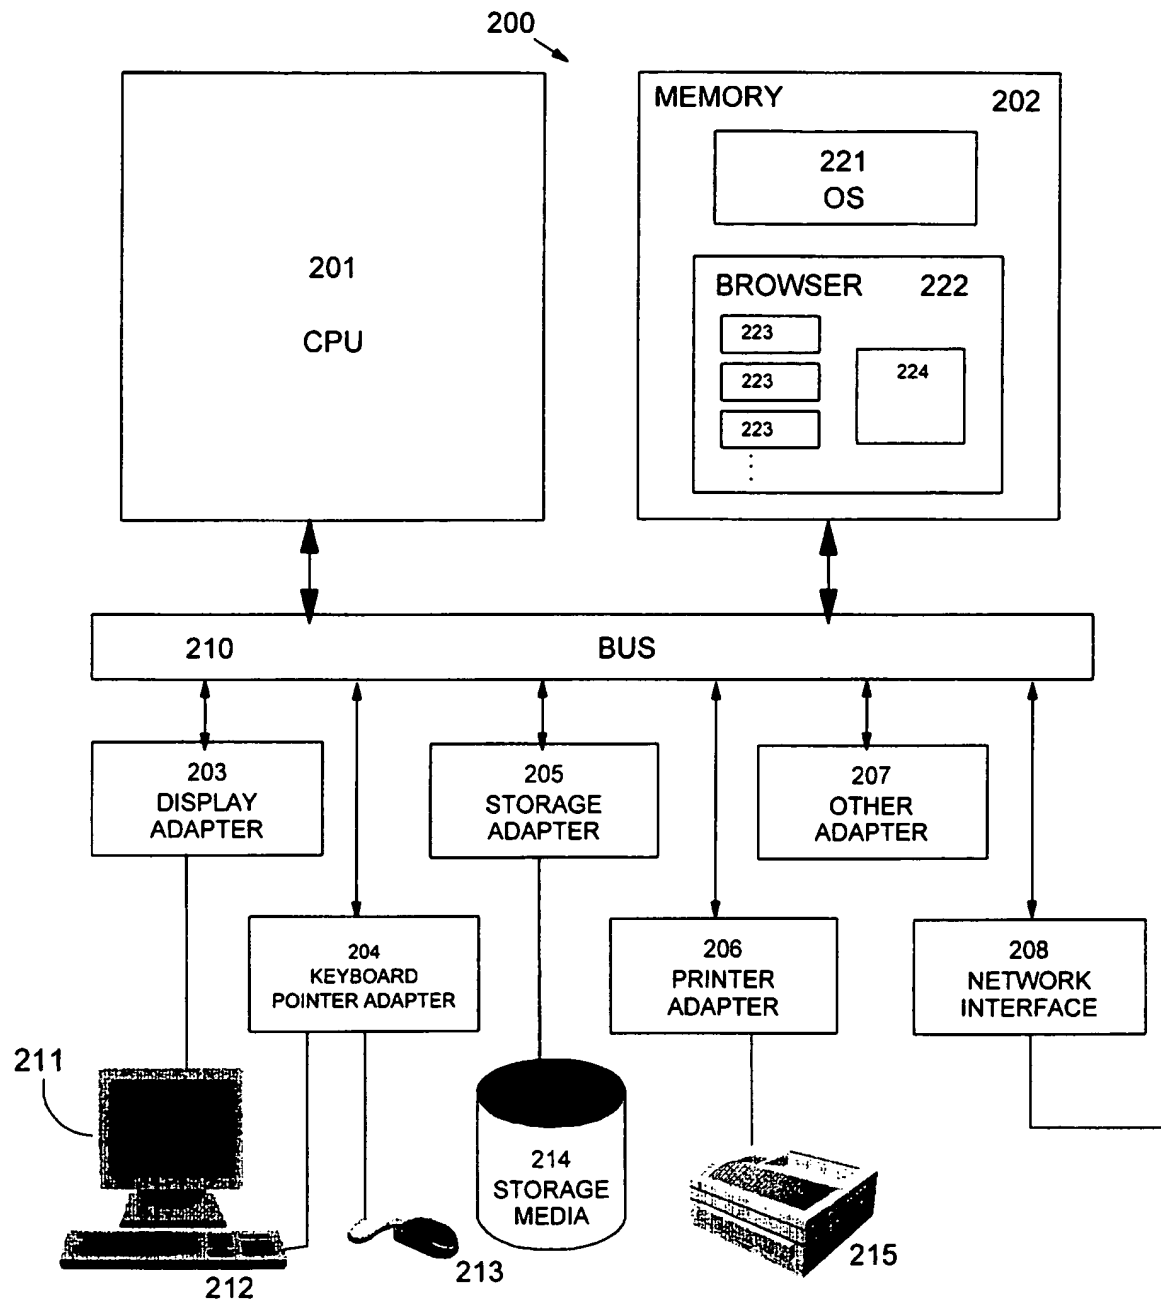 200
MEMORY 202
221
OS
201
CPU
BROWSER 222
223
223
223
224
210 BUS
203
DISPLAY
ADAPTER
205
STORAGE
ADAPTER
207
OTHER
ADAPTER
204
KEYBOARD
POINTER ADAPTER
206
PRINTER
ADAPTER
208
NETWORK
INTERFACE
211
214
STORAGE
MEDIA
212
213
215